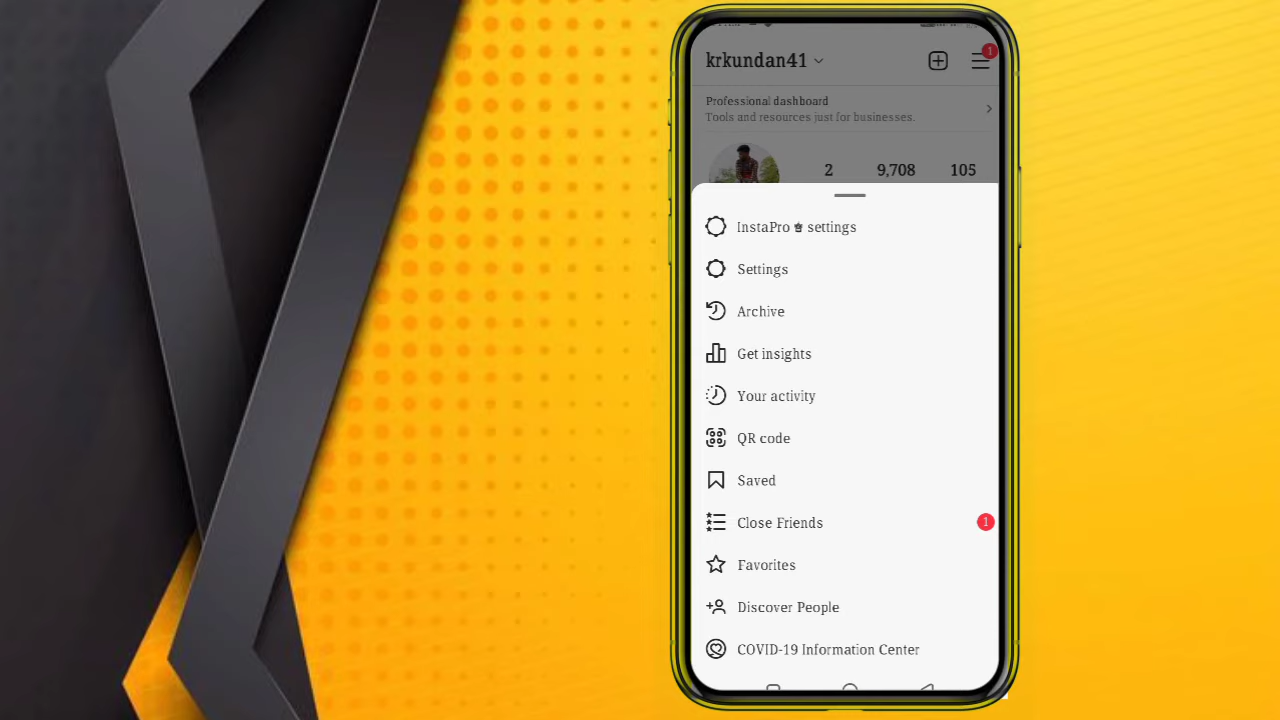 krkundan41
1
Professional dashboard
Tools and resources just for businesses.
2 9,708 105
InstaPro settings
Settings
Archive
Get insights
Your activity
QR code
Saved
Close Friends 1
Favorites
Discover People
COVID-19 Information Center